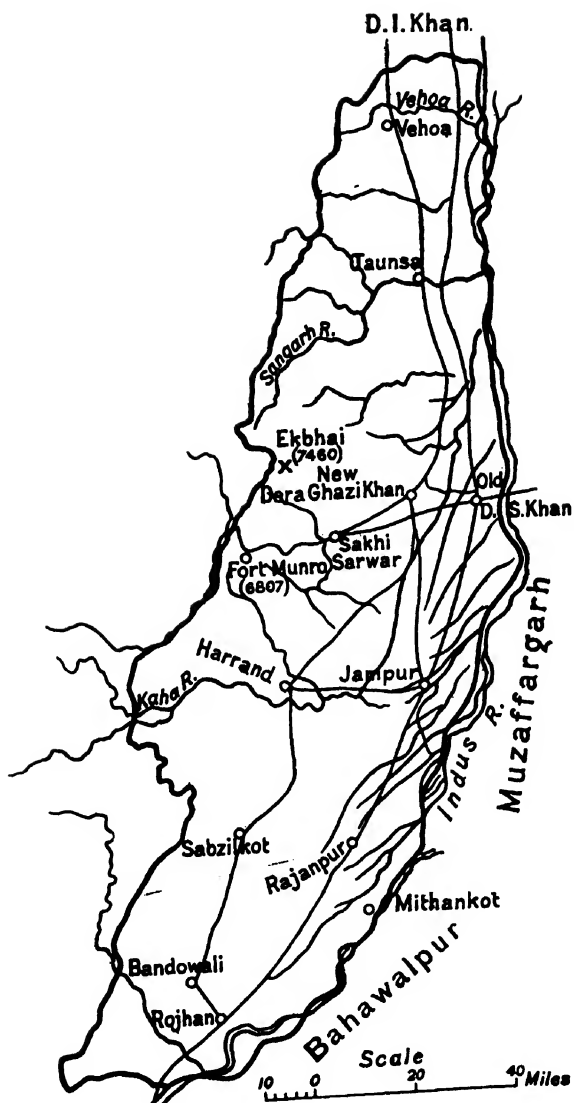 D.I.Khan.
Vehoa R.
Vehoa
Taunsa
Sangarh R.
Ekbhai
(7460)
New
Dera Ghazi Khan
Old
D. S. Khan
Sakhi
Sarwar
Fort Munro
(6807)
Harrand
Jampur
Kaha R.
Indus R.
Muzaffargarh
Sabzilkot
Rajanpur
Mithankot
Bandowali
Bahawalpur
Rojhan
Scale
10 0 20 40 Miles